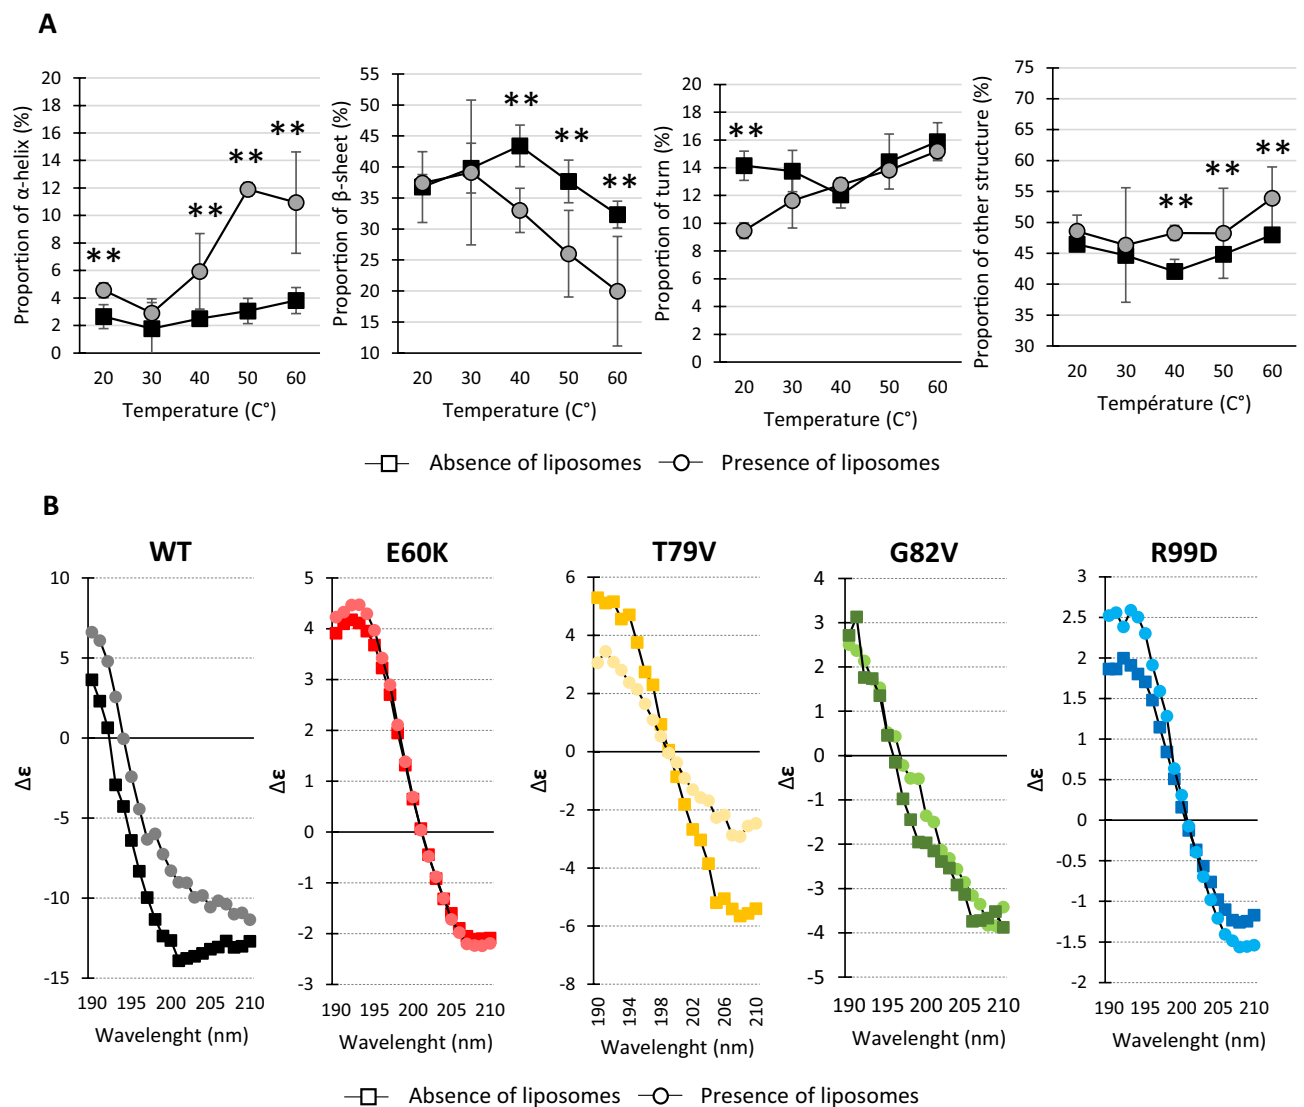 A
Proportion of α-helix (%)
20
18
16
14
12
10
8
6
4
2
0
**
**
**
**
20 30 40 50 60
Temperature (C°)
Proportion of β-sheet (%)
55
50
45
40
35
30
25
20
15
10
**
**
**
20 30 40 50 60
Temperature (C°)
Proportion of turn (%)
20
18
16
14
12
10
8
6
4
2
0
**
20 30 40 50 60
Temperature (C°)
Proportion of other structure (%)
75
70
65
60
55
50
45
40
35
30
**
**
**
20 30 40 50 60
Température (C°)
Absence of liposomes Presence of liposomes
B
WT
Δε
10
5
0
-5
-10
-15
190 195 200 205 210
Wavelenght (nm)
E60K
Δε
5
4
3
2
1
0
-1
-2
-3
190 195 200 205 210
Wavelenght (nm)
T79V
Δε
6
4
2
0
-2
-4
-6
-8
190 194 198 202 206 210
Wavelenght (nm)
G82V
Δε
4
3
2
1
0
-1
-2
-3
-4
-5
190 195 200 205 210
Wavelenght (nm)
R99D
Δε
3
2.5
2
1.5
1
0.5
0
-0.5
-1
-1.5
-2
190 195 200 205 210
Wavelenght (nm)
Absence of liposomes Presence of liposomes